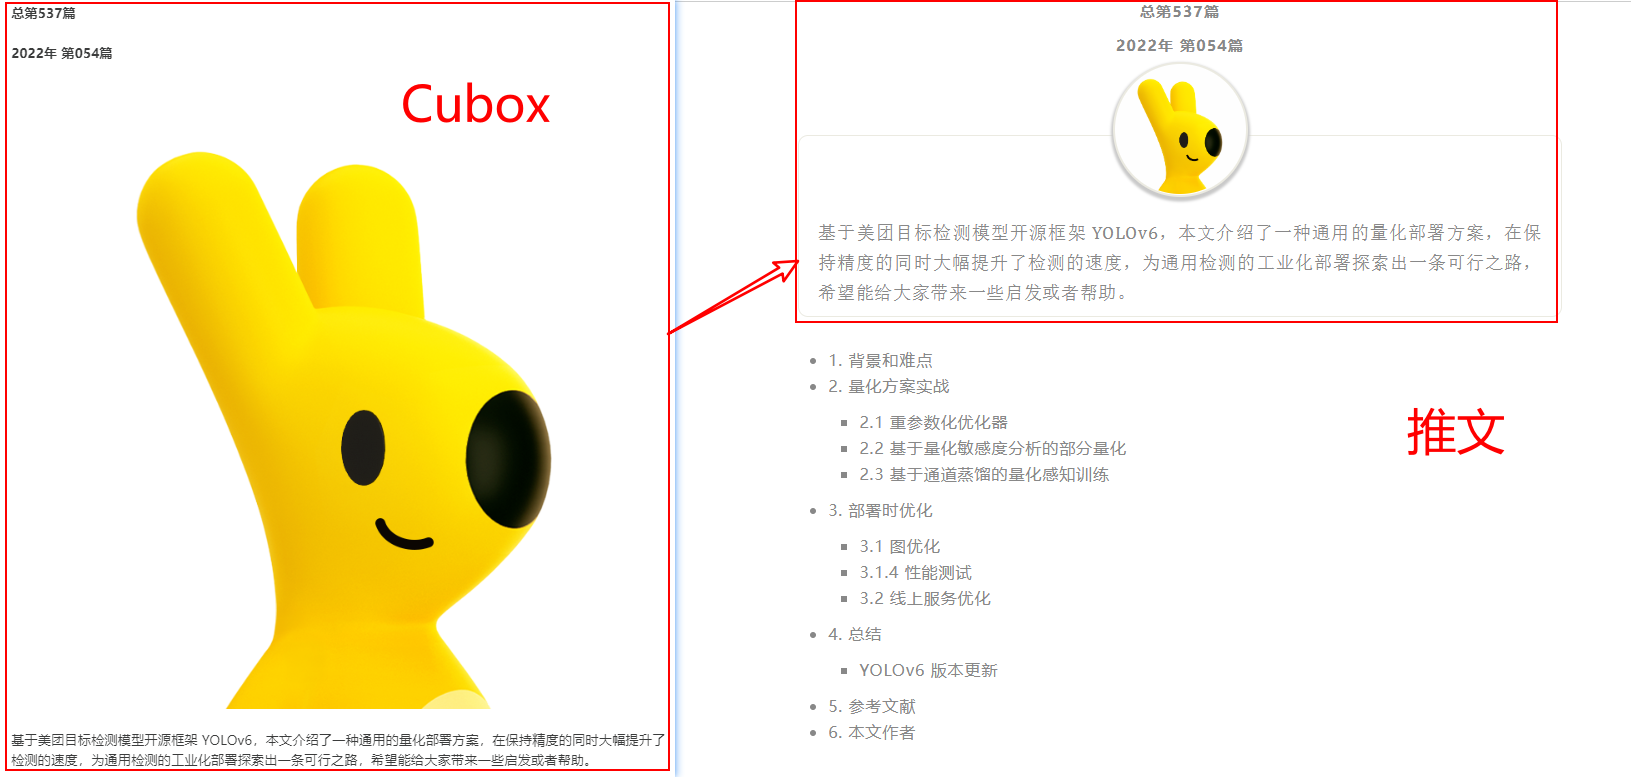 总第537篇
2022年 第054篇
Cubox
基于美团目标检测模型开源框架 YOLOv6，本文介绍了一种通用的量化部署方案，在保持精度的同时大幅提升了
检测的速度，为通用检测的工业化部署探索出一条可行之路，希望能给大家带来一些启发或者帮助。
总第537篇
2022年 第054篇
基于美团目标检测模型开源框架 YOLOv6，本文介绍了一种通用的量化部署方案，在保
持精度的同时大幅提升了检测的速度，为通用检测的工业化部署探索出一条可行之路，
希望能给大家带来一些启发或者帮助。
1. 背景和难点
2. 量化方案实战
2.1 重参数化优化器
2.2 基于量化敏感度分析的部分量化
2.3 基于通道蒸馏的量化感知训练
3. 部署时优化
3.1 图优化
3.1.4 性能测试
3.2 线上服务优化
4. 总结
YOLOv6 版本更新
5. 参考文献
6. 本文作者
推文